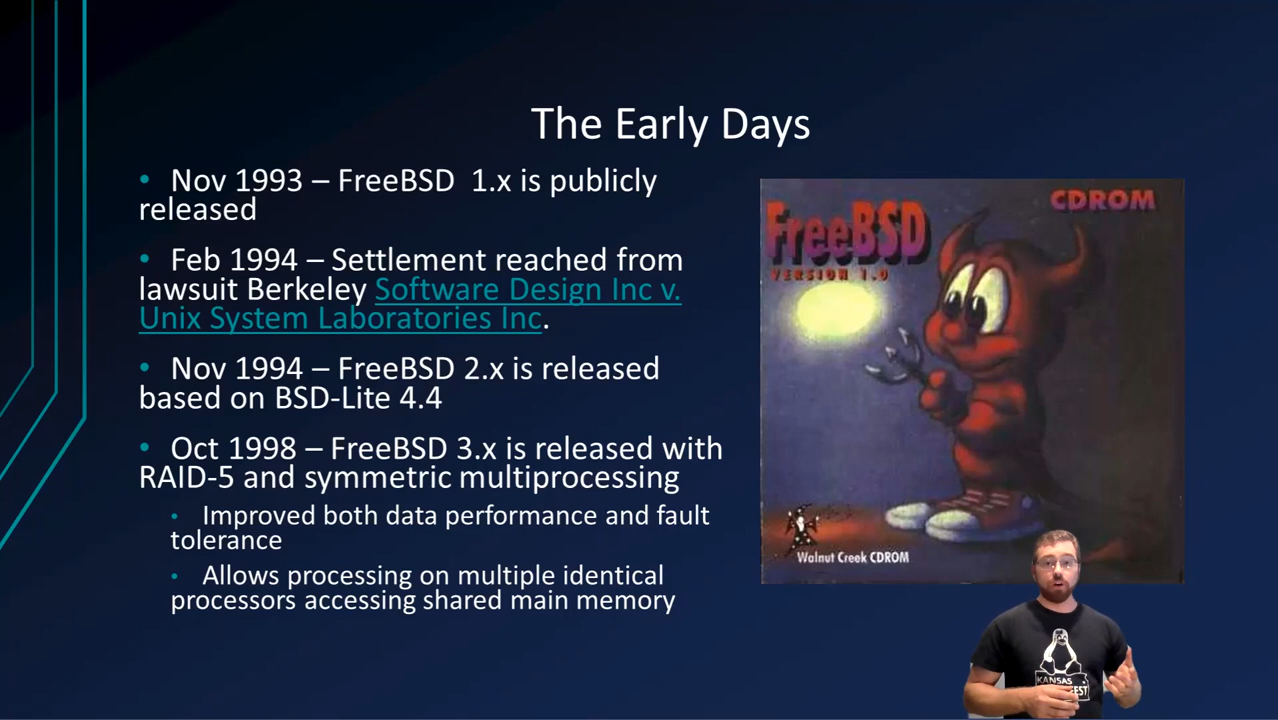 The Early Days
• Nov 1993 – FreeBSD 1.x is publicly
released
• Feb 1994 – Settlement reached from
lawsuit Berkeley Software Design Inc v.
Unix System Laboratories Inc.
• Nov 1994 – FreeBSD 2.x is released
based on BSD-Lite 4.4
• Oct 1998 – FreeBSD 3.x is released with
RAID-5 and symmetric multiprocessing
• Improved both data performance and fault
tolerance
• Allows processing on multiple identical
processors accessing shared main memory
CDROM
FreeBSD
VERSION 1.0
Walnut Creek CDROM
KANSAS